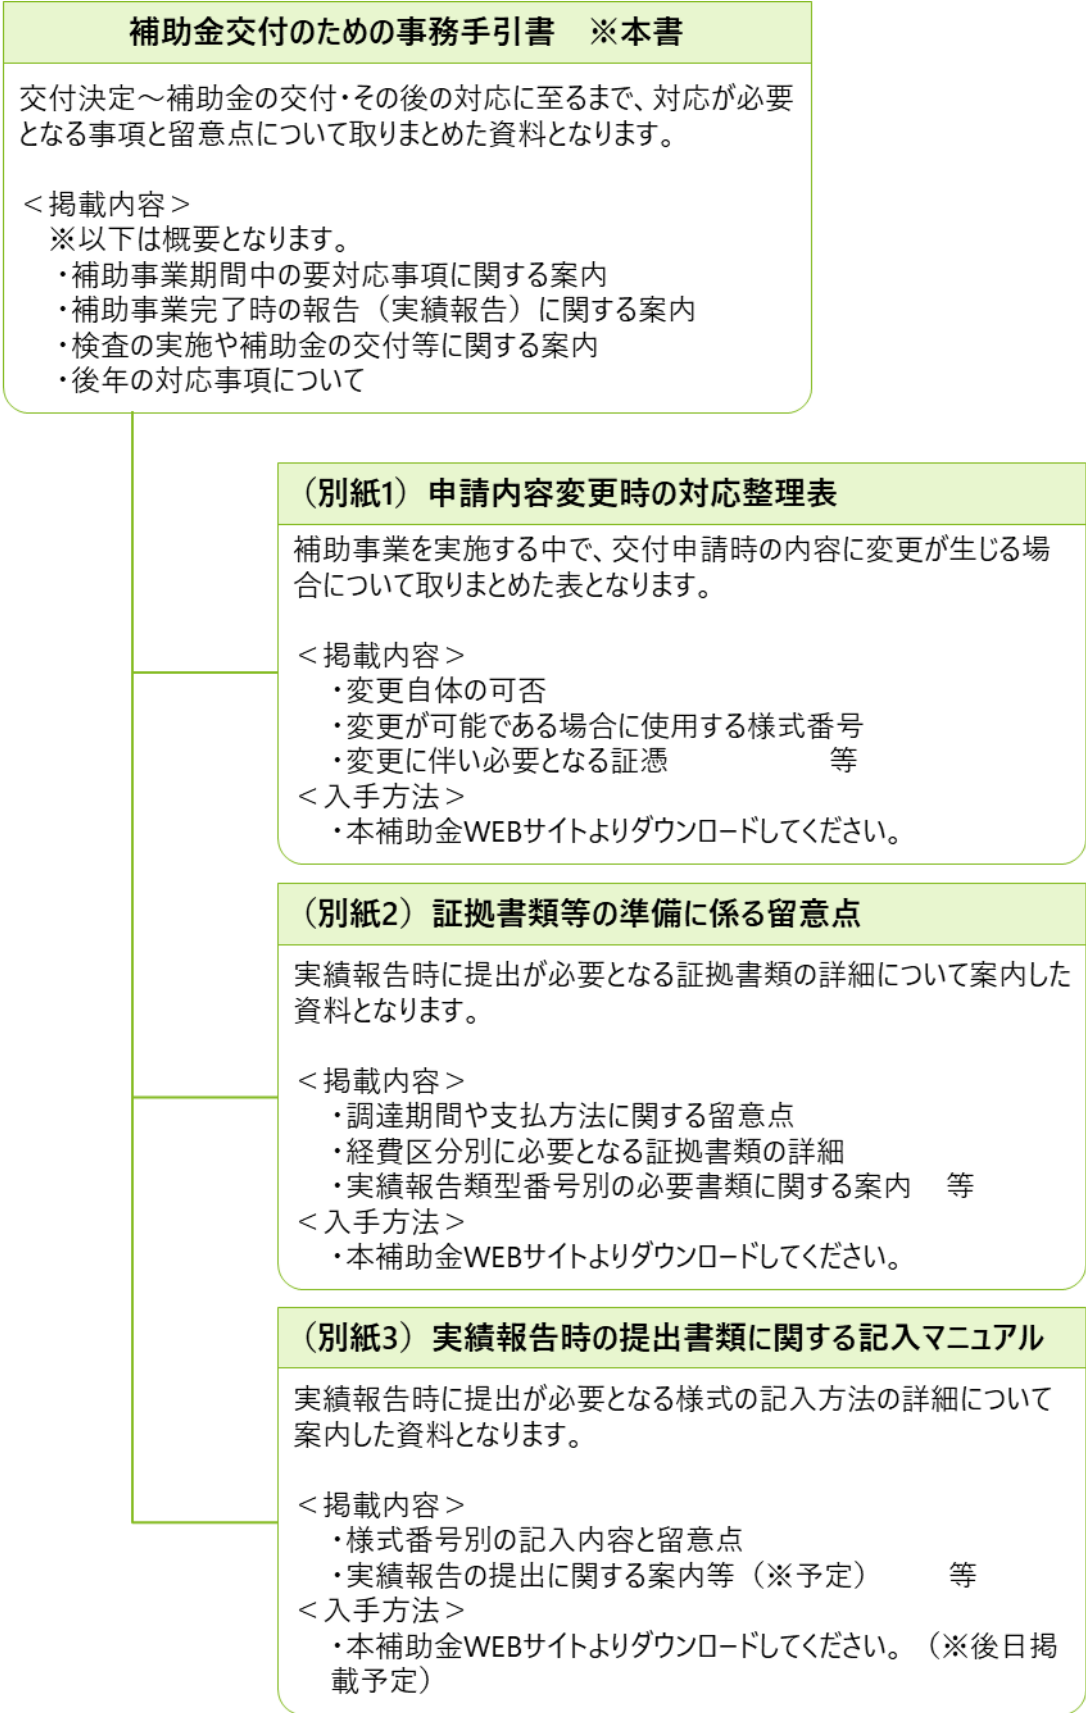 補助金交付のための事務手引書　※本書
交付決定～補助金の交付・その後の対応に至るまで、対応が必要
となる事項と留意点について取りまとめた資料となります。
＜掲載内容＞
※以下は概要となります。
・補助事業期間中の要対応事項に関する案内
・補助事業完了時の報告（実績報告）に関する案内
・検査の実施や補助金の交付等に関する案内
・後年の対応事項について
（別紙1）申請内容変更時の対応整理表
補助事業を実施する中で、交付申請時の内容に変更が生じる場
合について取りまとめた表となります。
＜掲載内容＞
・変更自体の可否
・変更が可能である場合に使用する様式番号
・変更に伴い必要となる証憑　　　　　　等
＜入手方法＞
・本補助金WEBサイトよりダウンロードしてください。
（別紙2）証拠書類等の準備に係る留意点
実績報告時に提出が必要となる証拠書類の詳細について案内した
資料となります。
＜掲載内容＞
・調達期間や支払方法に関する留意点
・経費区分別に必要となる証拠書類の詳細
・実績報告類型番号別の必要書類に関する案内　等
＜入手方法＞
・本補助金WEBサイトよりダウンロードしてください。
（別紙3）実績報告時の提出書類に関する記入マニュアル
実績報告時に提出が必要となる様式の記入方法の詳細について
案内した資料となります。
＜掲載内容＞
・様式番号別の記入内容と留意点
・実績報告の提出に関する案内等（※予定）　　　等
＜入手方法＞
・本補助金WEBサイトよりダウンロードしてください。（※後日掲
載予定）